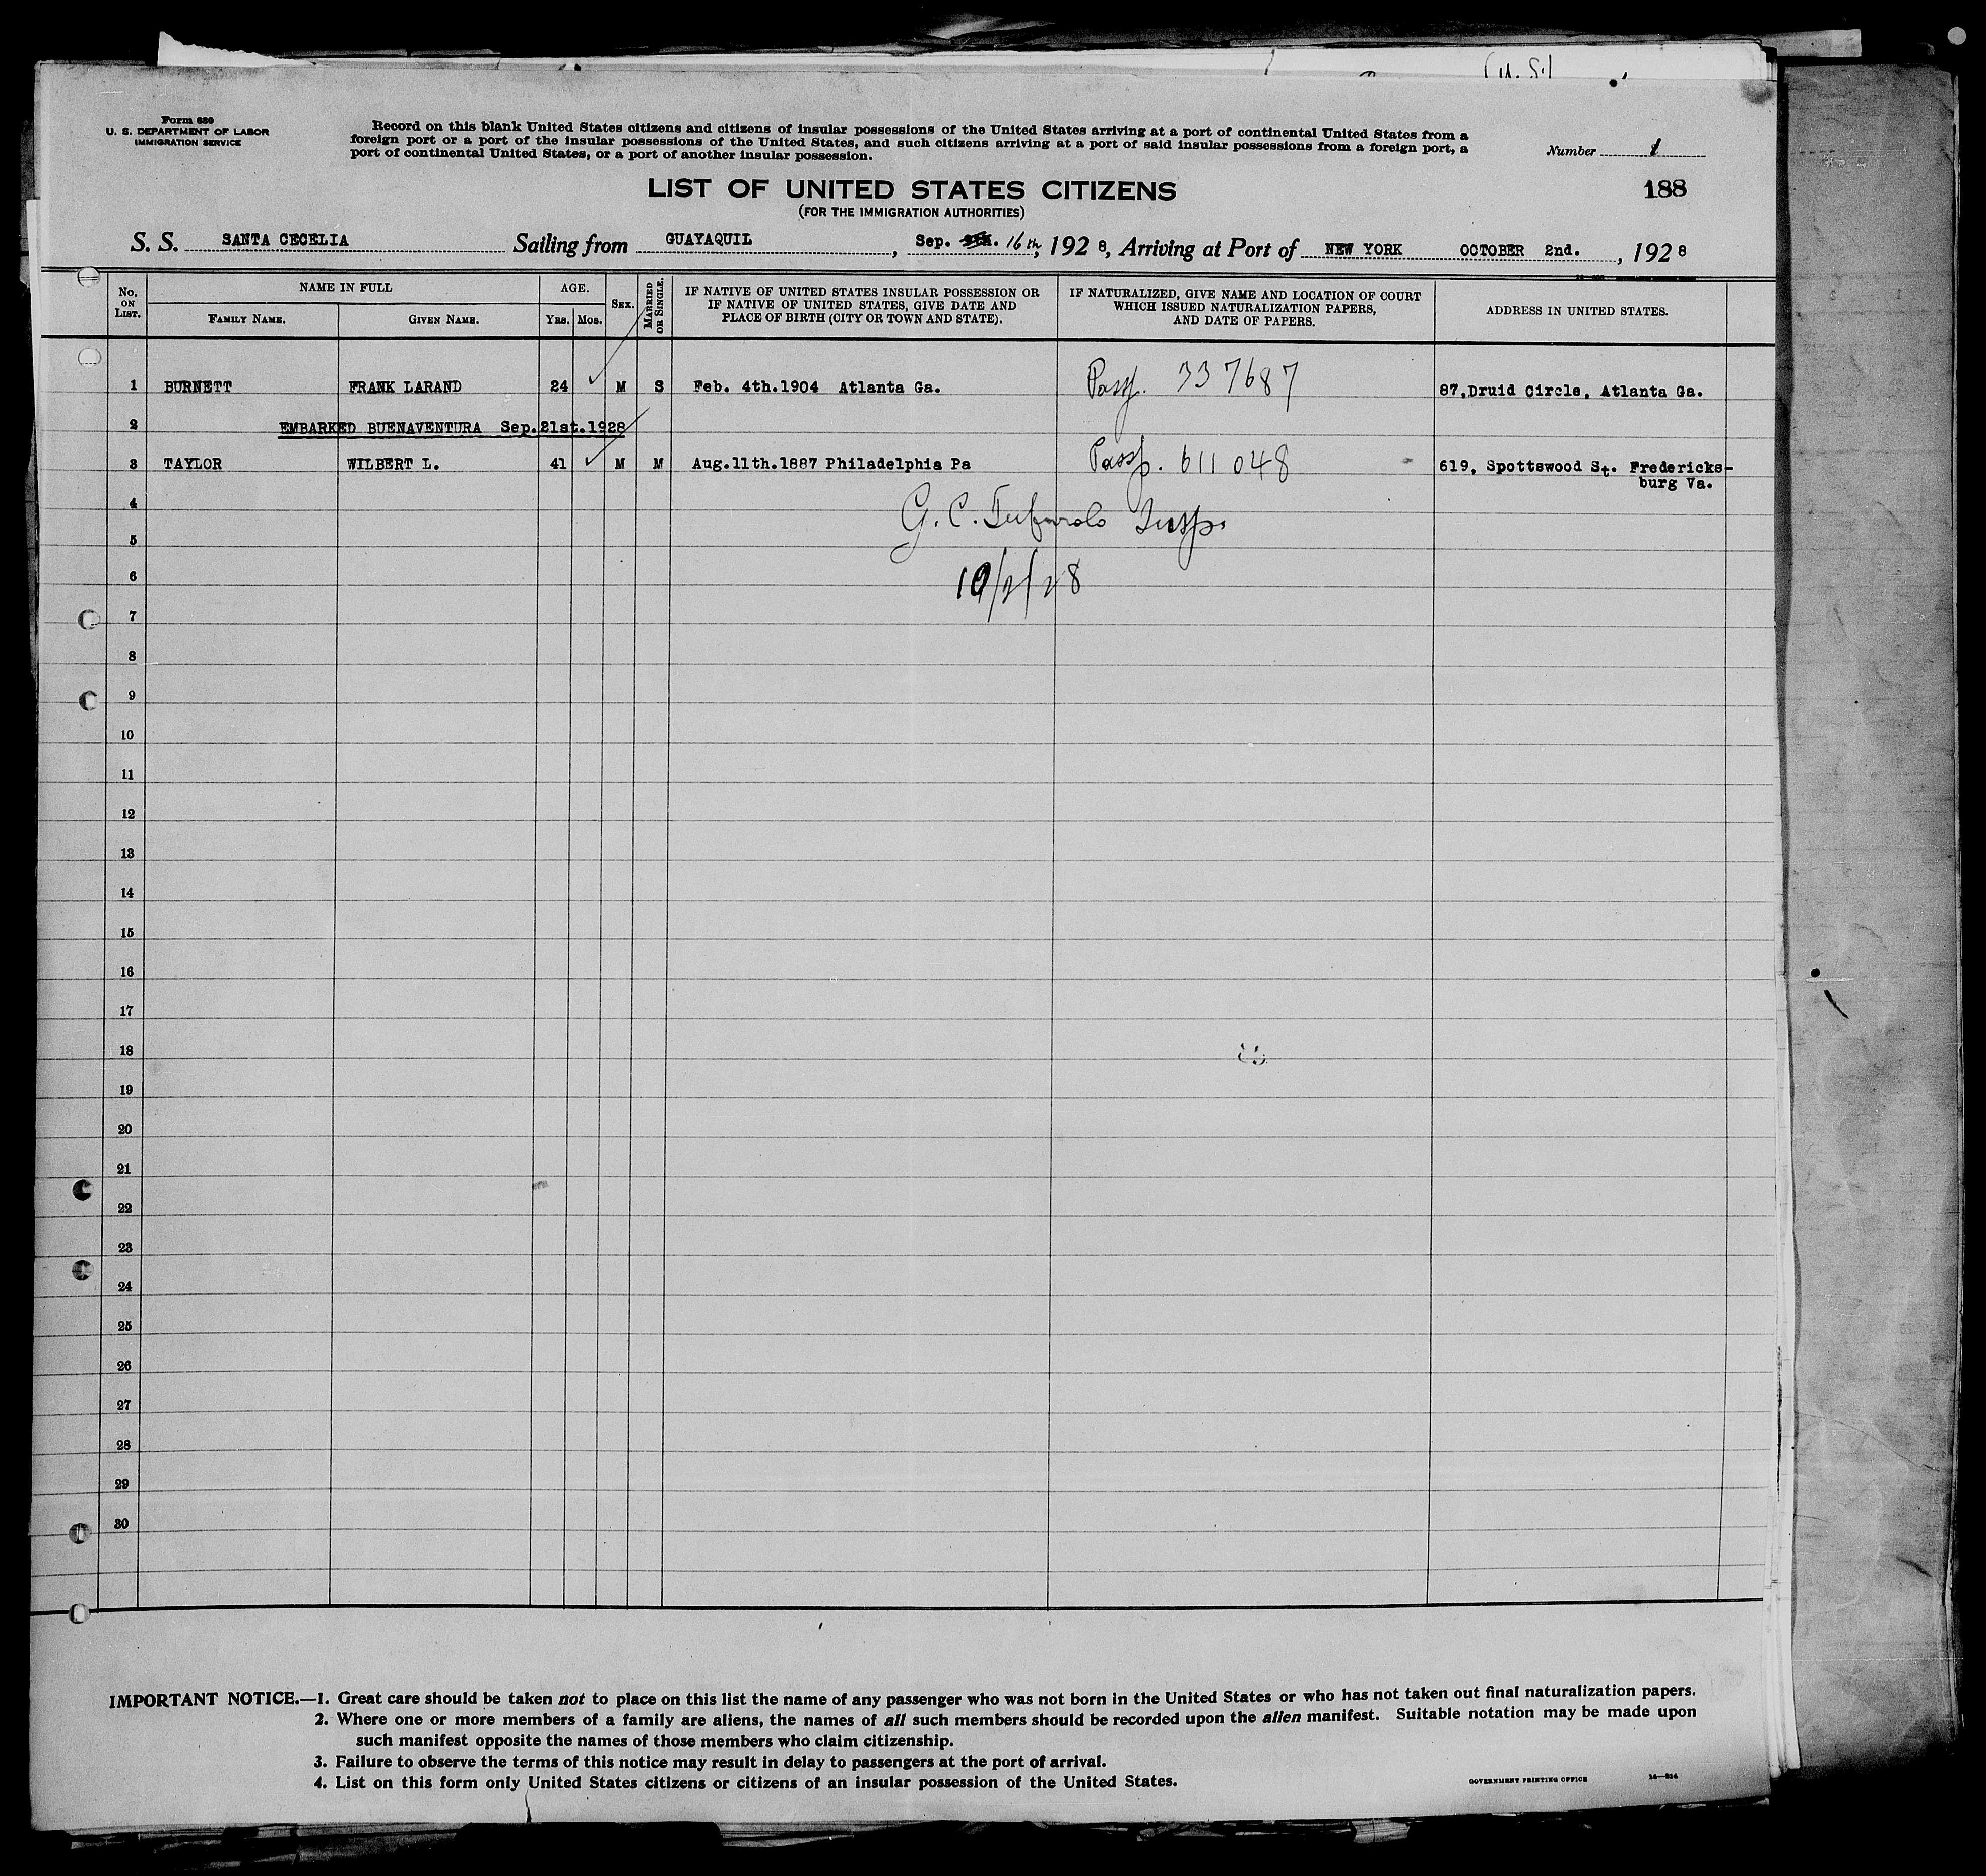 (U.S.)
Form 630
U. S. DEPARTMENT OF LABOR
IMMIGRATION SERVICE
Record on this blank United States citizens and citizens of insular possessions of the United States arriving at a port of continental United States from a
foreign port or a port of the insular possessions of the United States, and such citizens arriving at a port of said insular possessions from a foreign port, a
port of continental United States, or a port of another insular possession.
Number 1
LIST OF UNITED STATES CITIZENS
188
(FOR THE IMMIGRATION AUTHORITIES)
S. S. SANTA CECELIA Sailing from GUAYAQUIL, Sep. 16th, 1928, Arriving at Port of NEW YORK OCTOBER 2nd., 1928
No. ON LIST. NAME IN FULL FAMILY NAME. GIVEN NAME. AGE. YRS. MOS. SEX. MARRIED OR SINGLE. IF NATIVE OF UNITED STATES INSULAR POSSESSION OR IF NATIVE OF UNITED STATES, GIVE DATE AND PLACE OF BIRTH (CITY OR TOWN AND STATE). IF NATURALIZED, GIVE NAME AND LOCATION OF COURT WHICH ISSUED NATURALIZATION PAPERS, AND DATE OF PAPERS. ADDRESS IN UNITED STATES.
1 BURNETT FRANK LARAND 24 M S Feb. 4th.1904 Atlanta Ga. Passp. 337687 87,Druid Circle, Atlanta Ga.
2 EMBARKED BUENAVENTURA Sep.21st.1928
3 TAYLOR WILBERT L. 41 M M Aug.11th.1887 Philadelphia Pa Passp. 611048 619, Spottswood St. Fredericks-
burg Va.
4 G. C. Insp.
5
6 10/2/28
7
8
9
10
11
12
13
14
15
16
17
18
19
20
21
22
23
24
25
26
27
28
29
30
IMPORTANT NOTICE.—1. Great care should be taken not to place on this list the name of any passenger who was not born in the United States or who has not taken out final naturalization papers.
2. Where one or more members of a family are aliens, the names of all such members should be recorded upon the alien manifest. Suitable notation may be made upon
such manifest opposite the names of those members who claim citizenship.
3. Failure to observe the terms of this notice may result in delay to passengers at the port of arrival.
4. List on this form only United States citizens or citizens of an insular possession of the United States.
GOVERNMENT PRINTING OFFICE 14—214